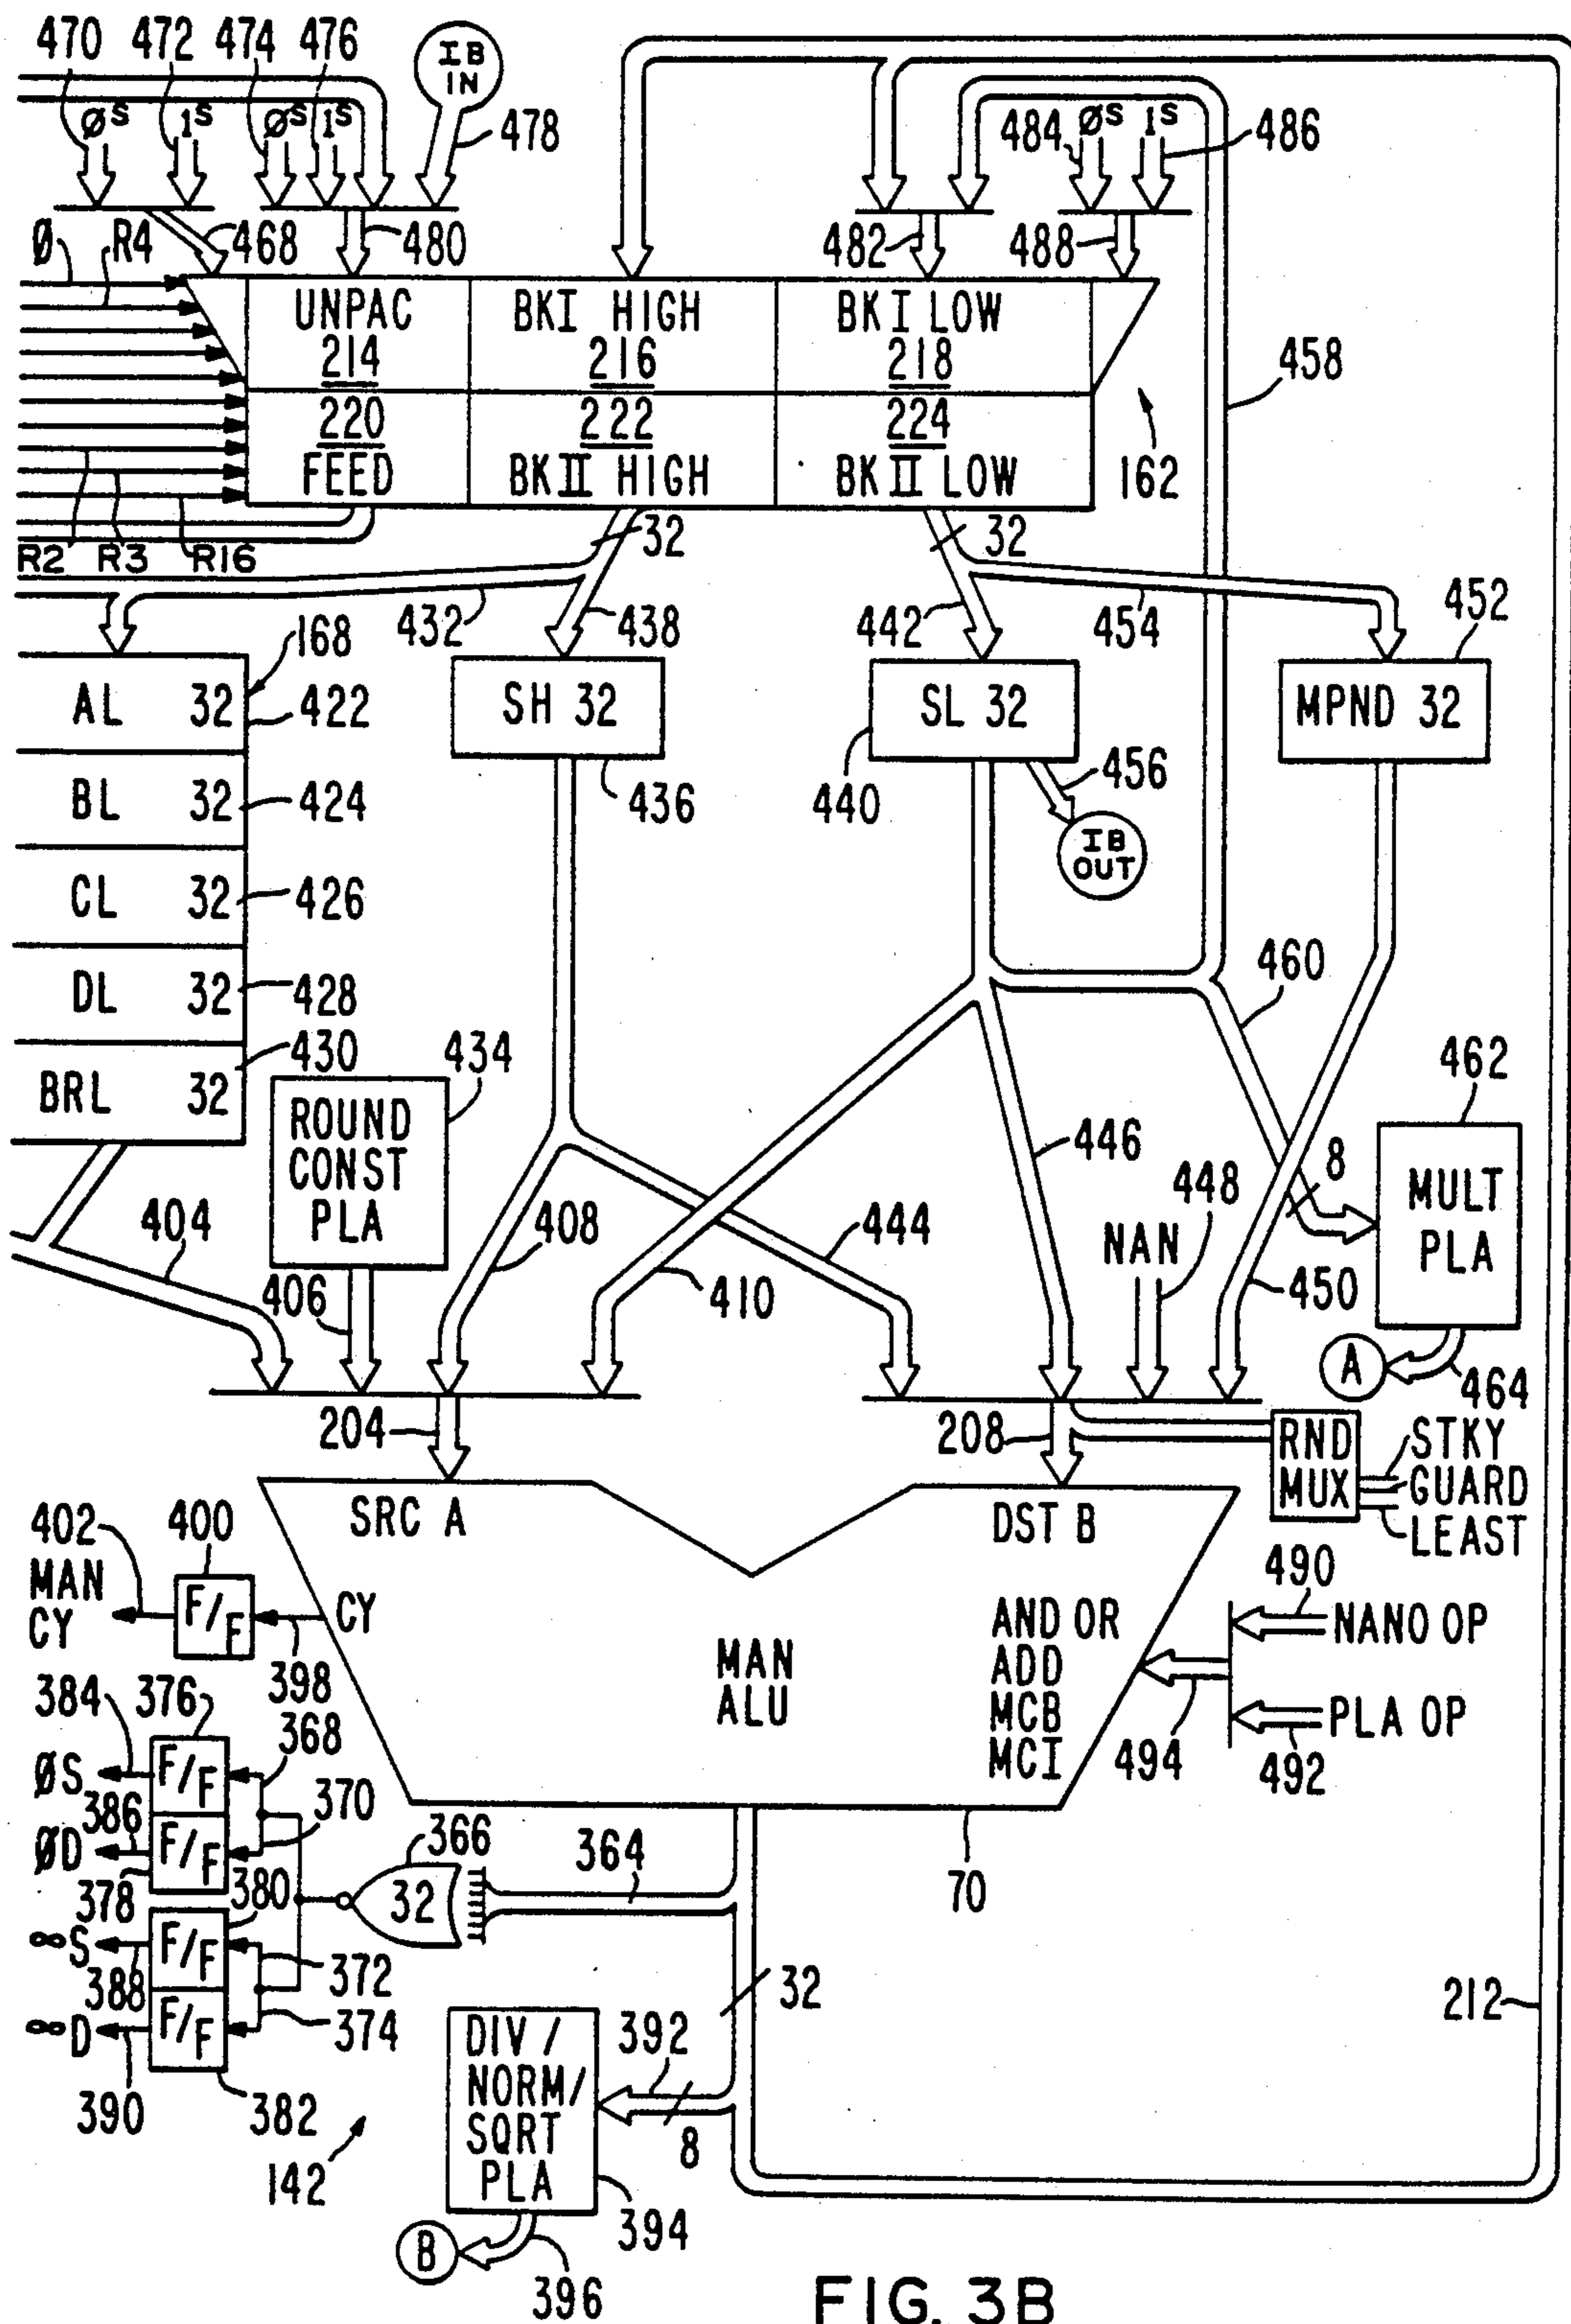 470 472 474 476
IB
IN
Øˢ 1ˢ Øˢ 1ˢ
478
484 Øˢ 1ˢ 486
Ø R4 468 480 482 488
UNPAC BKI HIGH BKI LOW
214 216 218
458
220 222 224
FEED BKII HIGH BKII LOW
162
R2 R3 R16
32 32
432 438 442 454 452
168
AL 32 422
SH 32
SL 32
MPND 32
436 440 456
BL 32 424
IB
OUT
CL 32 426
DL 32 428
460
430 434
BRL 32
462
ROUND
CONST
PLA
446
448
8
MULT
PLA
404 408 444
NAN
406 410 450
A
464
204 208
RND
MUX
STKY
GUARD
LEAST
SRC A DST B
402 400
MAN
CY
F/F
CY
398
490
NANO OP
AND OR
ADD
MCB
MCI
MAN
ALU
PLA OP
494 492
384 376 368
ØS F/F
386 370
ØD F/F
378 380
366
32
364
70
∞S F/F
388 372
∞D F/F 374
390 382
142
32
212
392
8
DIV/
NORM/
SQRT
PLA
394
B
396
FIG. 3B